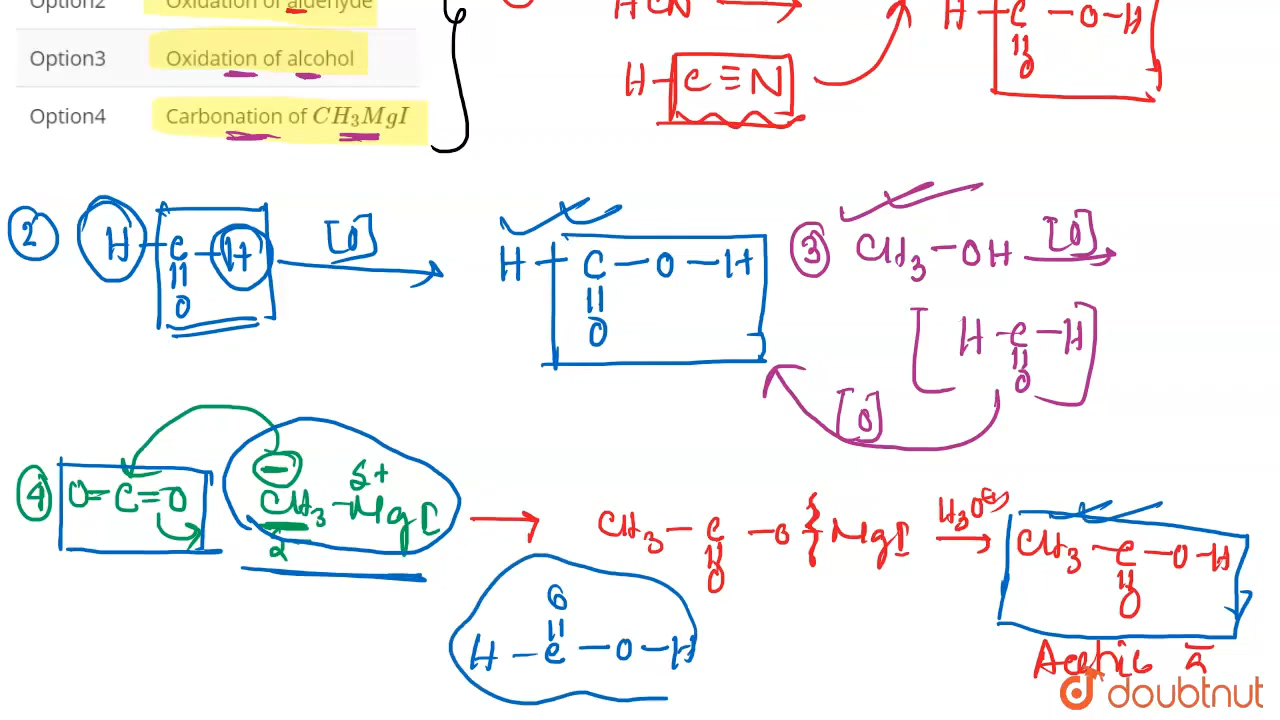 Option2 Oxidation of aldehyde
HCN
H-C-O-H
O
Option3 Oxidation of alcohol
H-C≡N
Option4 Carbonation of CH₃MgI
② H-C-H [O] H-C-O-H
O O
③ CH₃-OH [O]
H-C-H
O
[O]
④ O=C=O − CH₃-MgI δ+
CH₃-C-O}MgI H₃O⊕ CH₃-C-O-H
O O
O
H-C-O-H
Acetic
doubtnut